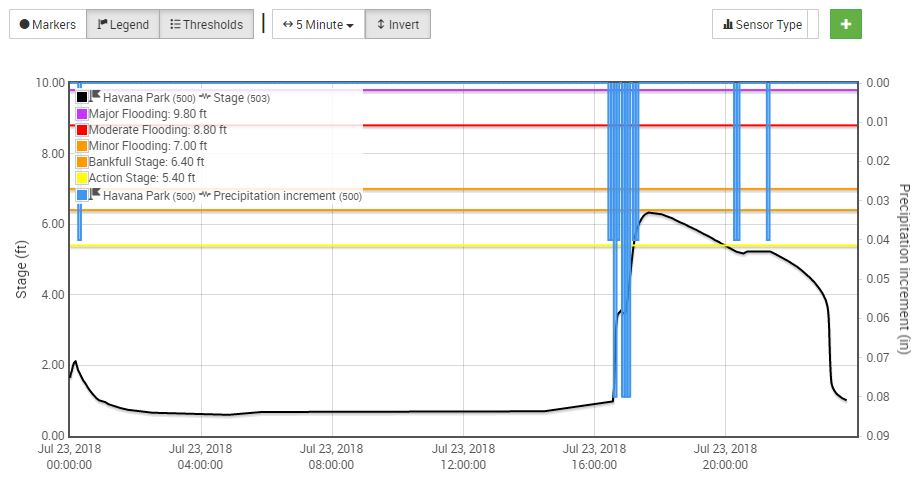 Markers Legend Thresholds | 5 Minute Invert Sensor Type +
10.00
8.00
6.00
4.00
2.00
0.00
Stage (ft)
Havana Park (500) Stage (503)
Major Flooding: 9.80 ft
Moderate Flooding: 8.80 ft
Minor Flooding: 7.00 ft
Bankfull Stage: 6.40 ft
Action Stage: 5.40 ft
Havana Park (500) Precipitation increment (500)
0.00
0.01
0.02
0.03
0.04
0.05
0.06
0.07
0.08
0.09
Precipitation increment (in)
Jul 23, 2018 Jul 23, 2018 Jul 23, 2018 Jul 23, 2018 Jul 23, 2018 Jul 23, 2018
00:00:00 04:00:00 08:00:00 12:00:00 16:00:00 20:00:00